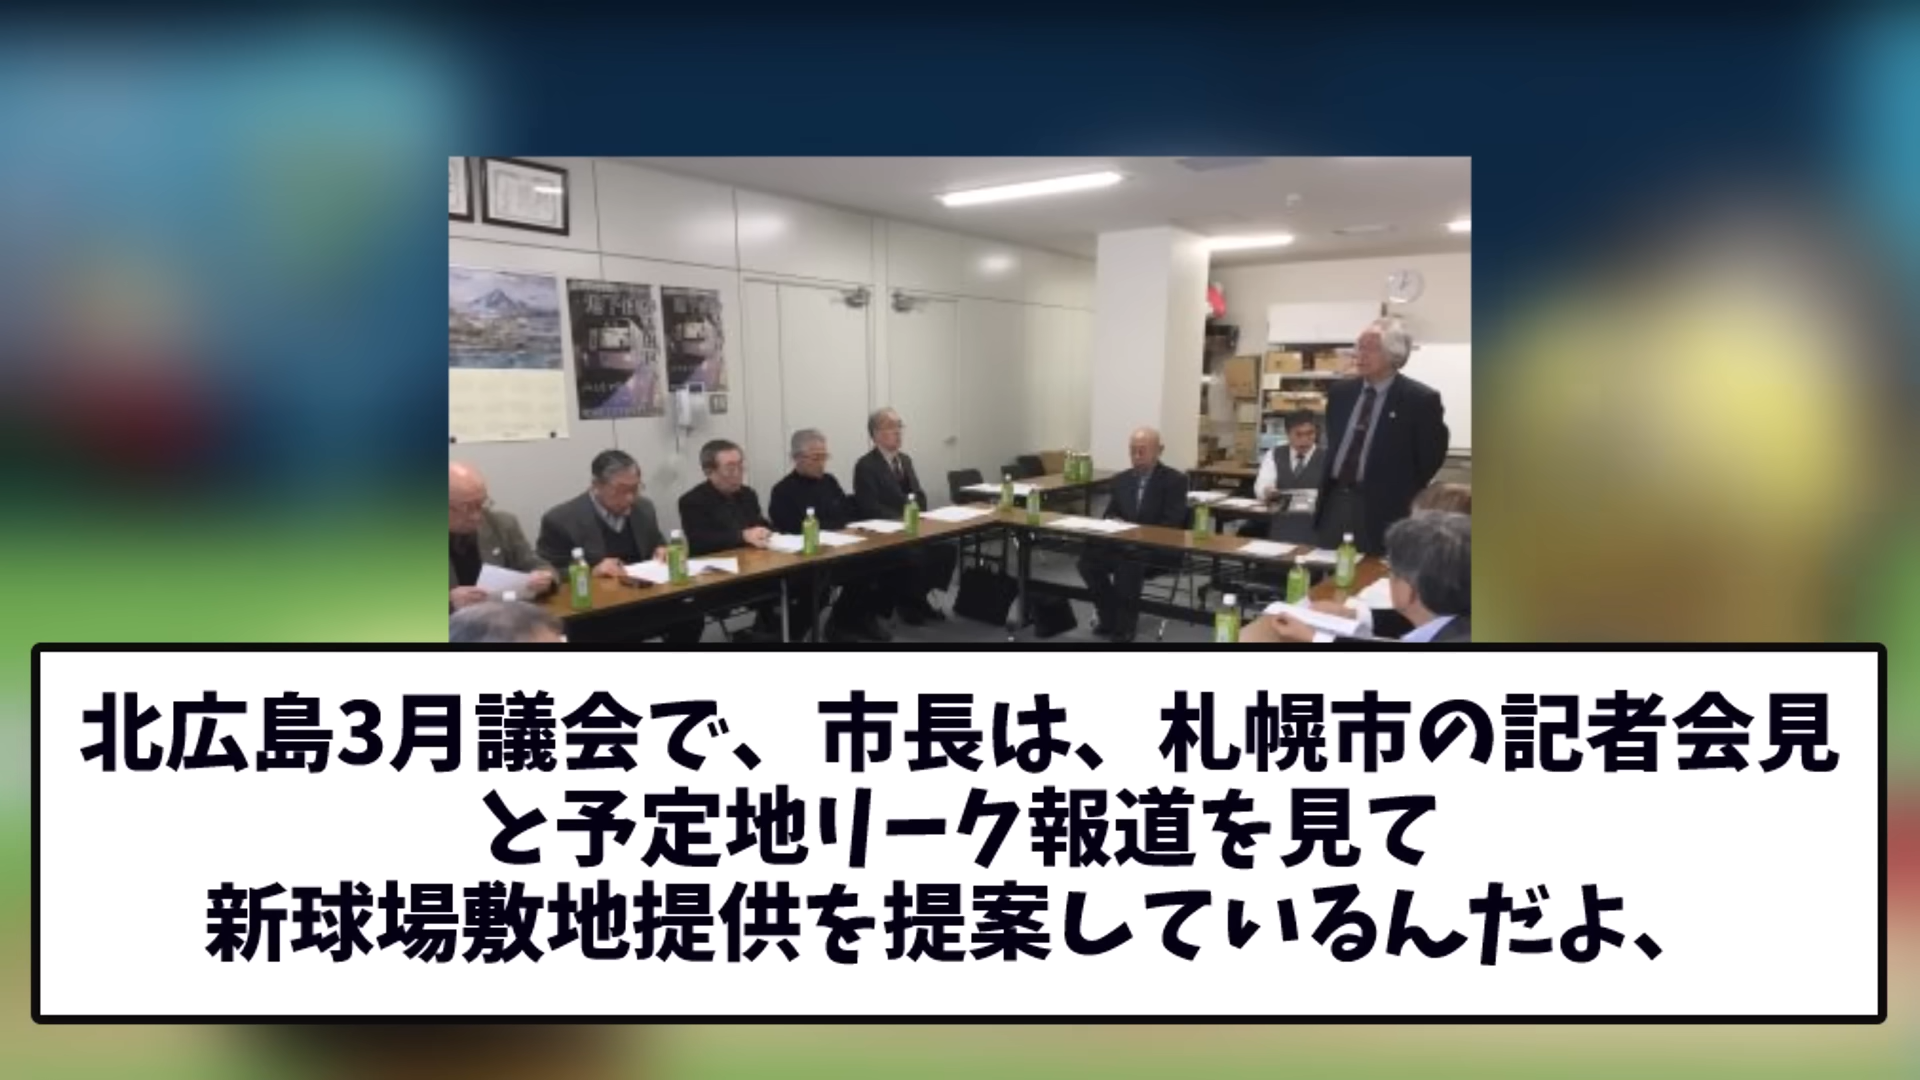 北広島3月議会で、市長は、札幌市の記者会見
と予定地リーク報道を見て
新球場敷地提供を提案しているんだよ、